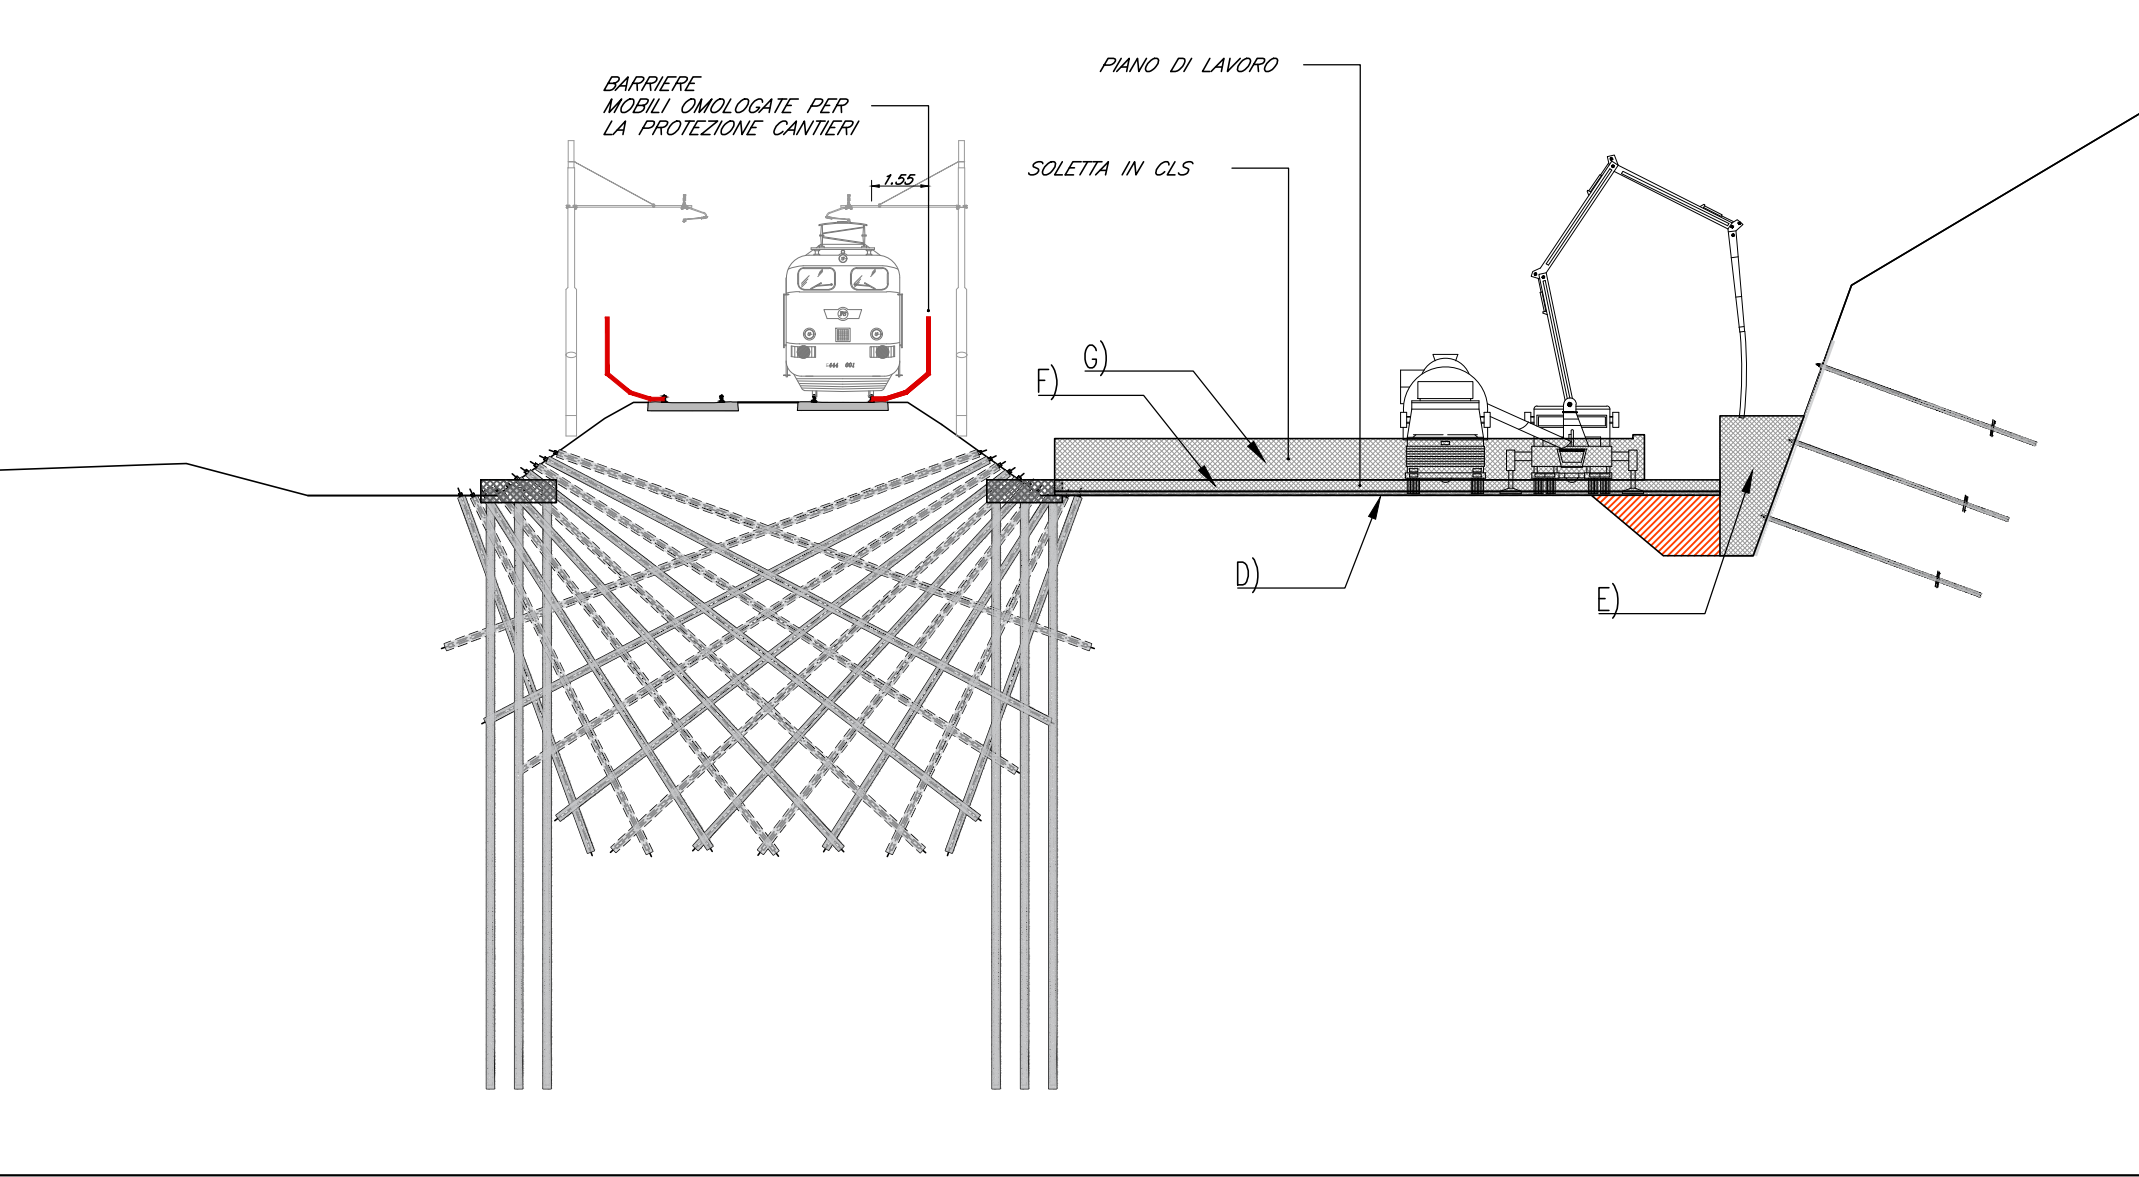 PIANO DI LAVORO
BARRIERE
MOBILI OMOLOGATE PER
LA PROTEZIONE CANTIERI
SOLETTA IN CLS
1.55
G)
F)
D)
E)